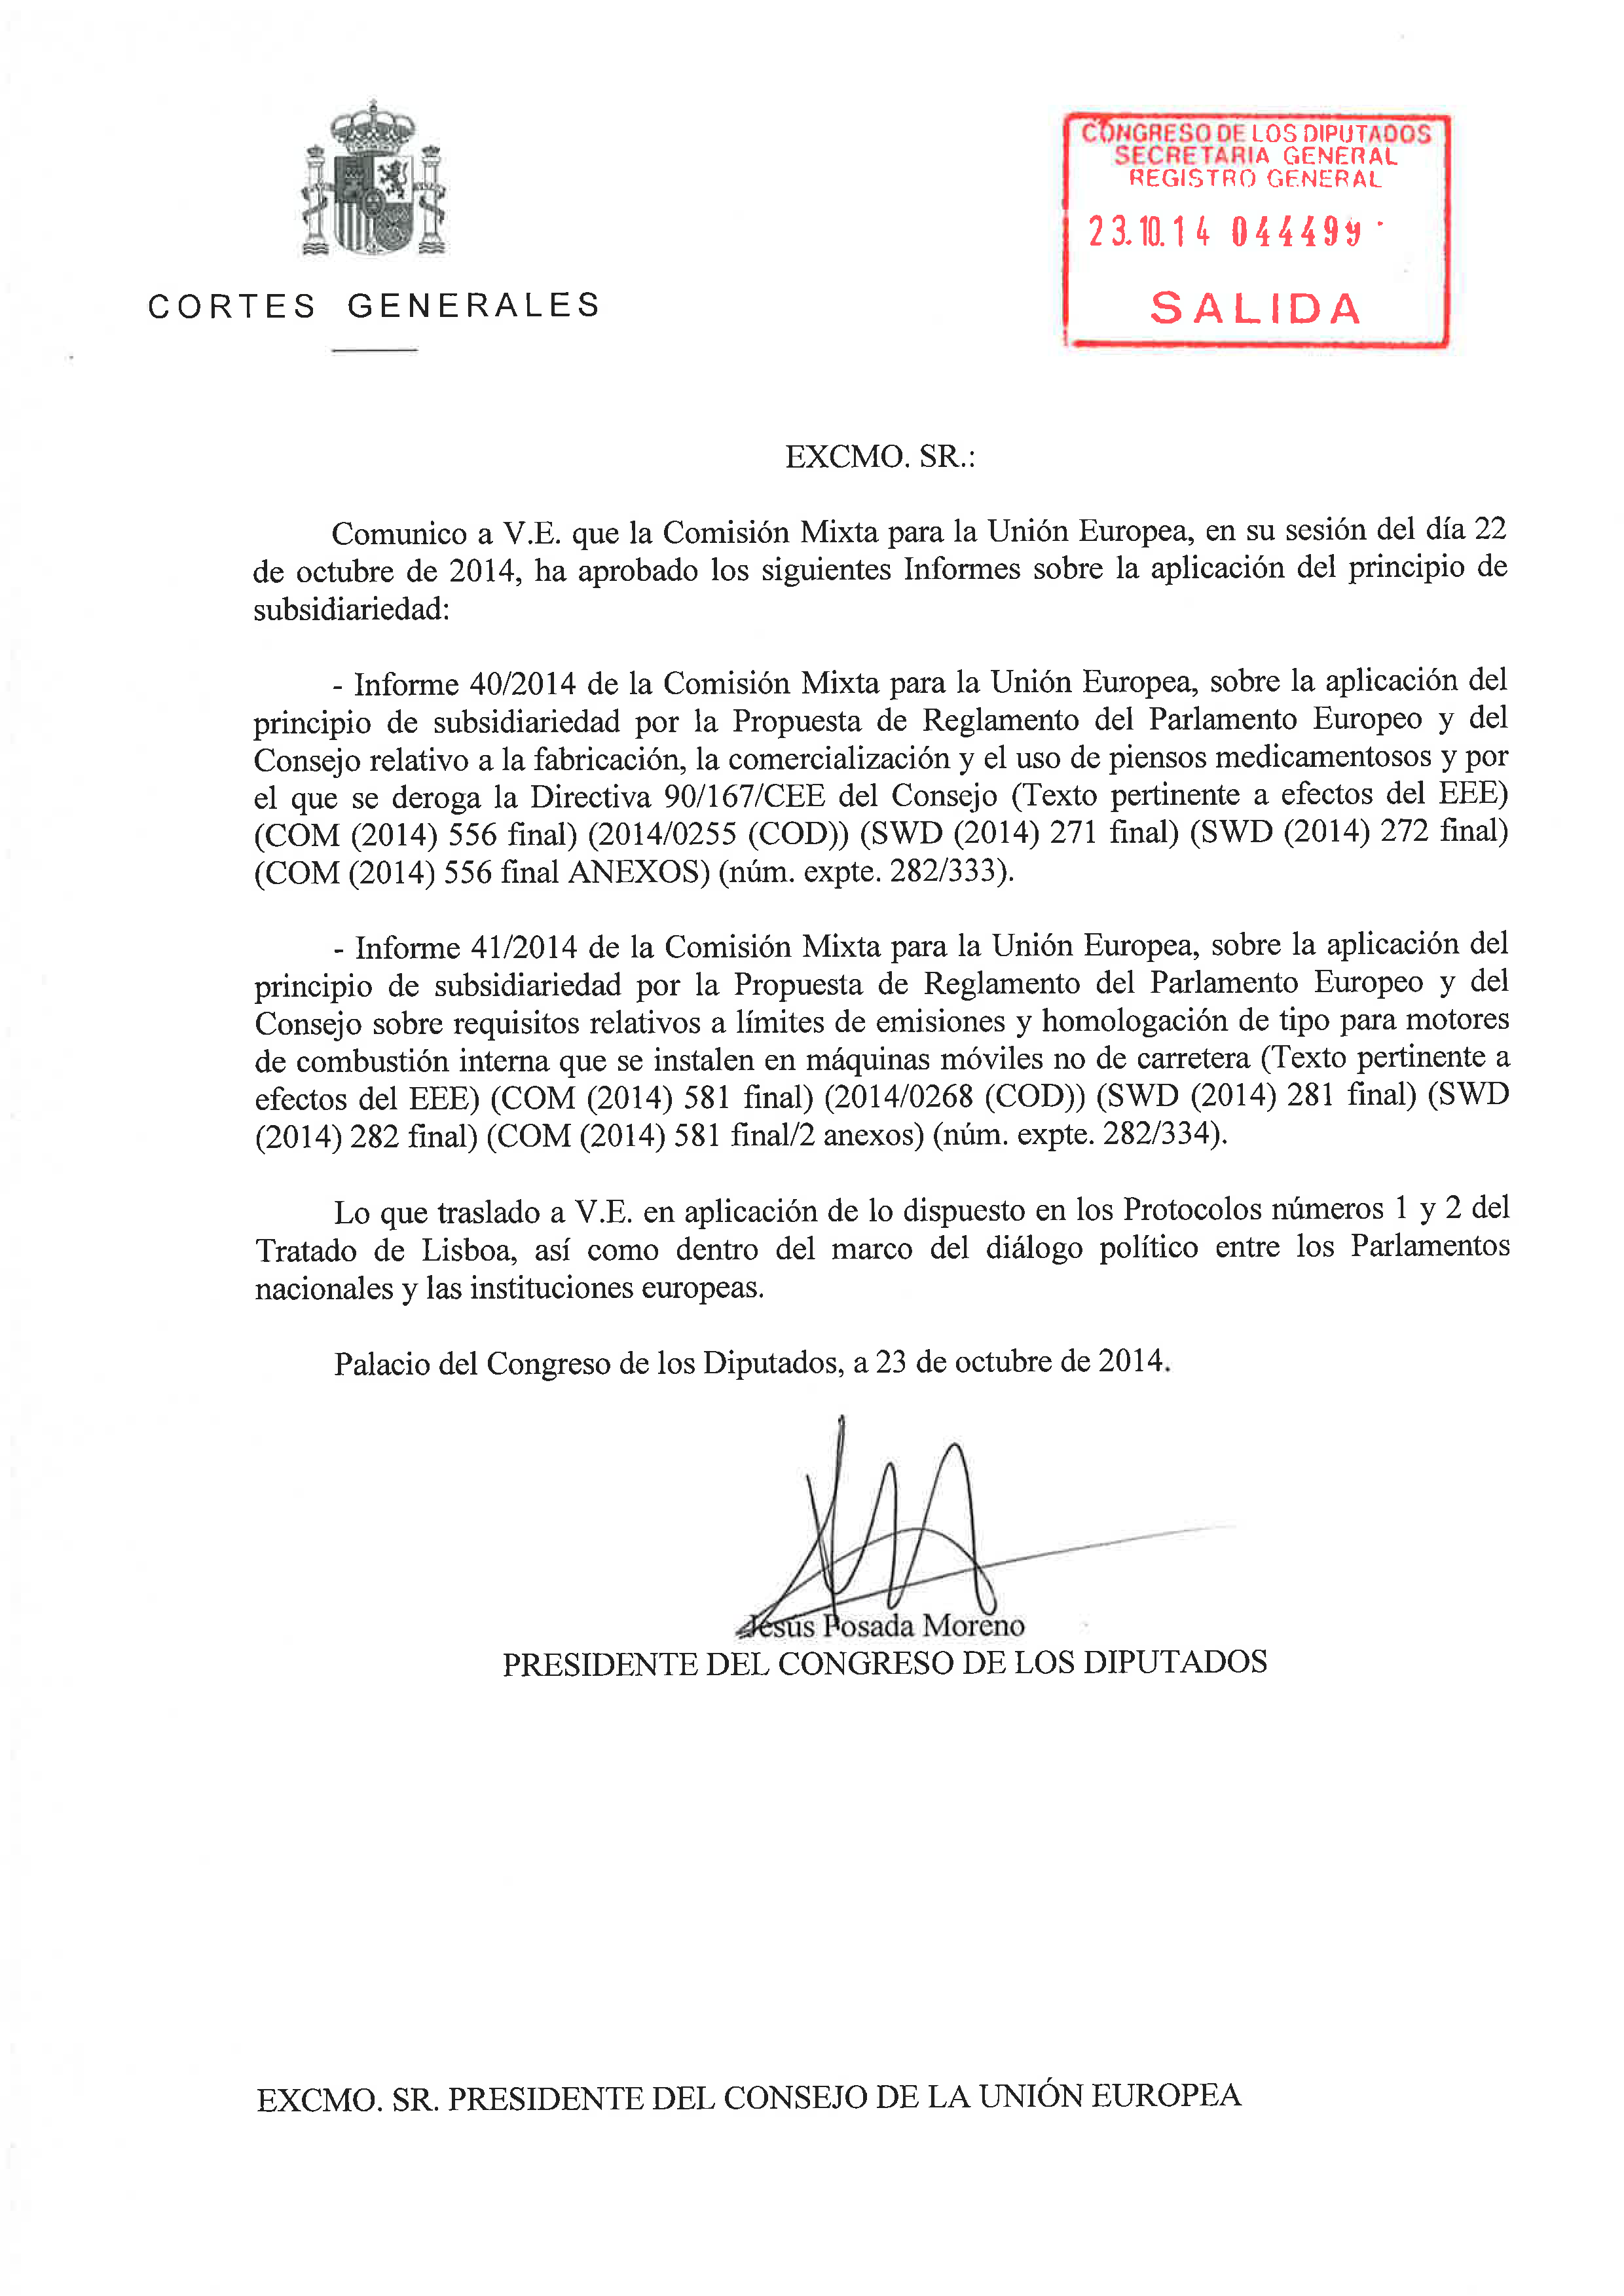 CORTES GENERALES
CONGRESO DE LOS DIPUTADOS
SECRETARIA GENERAL
REGISTRO GENERAL
23.10.14 044499
SALIDA
EXCMO. SR.:
Comunico a V.E. que la Comisión Mixta para la Unión Europea, en su sesión del día 22
de octubre de 2014, ha aprobado los siguientes Informes sobre la aplicación del principio de
subsidiariedad:
- Informe 40/2014 de la Comisión Mixta para la Unión Europea, sobre la aplicación del
principio de subsidiariedad por la Propuesta de Reglamento del Parlamento Europeo y del
Consejo relativo a la fabricación, la comercialización y el uso de piensos medicamentosos y por
el que se deroga la Directiva 90/167/CEE del Consejo (Texto pertinente a efectos del EEE)
(COM (2014) 556 final) (2014/0255 (COD)) (SWD (2014) 271 final) (SWD (2014) 272 final)
(COM (2014) 556 final ANEXOS) (núm. expte. 282/333).
- Informe 41/2014 de la Comisión Mixta para la Unión Europea, sobre la aplicación del
principio de subsidiariedad por la Propuesta de Reglamento del Parlamento Europeo y del
Consejo sobre requisitos relativos a límites de emisiones y homologación de tipo para motores
de combustión interna que se instalen en máquinas móviles no de carretera (Texto pertinente a
efectos del EEE) (COM (2014) 581 final) (2014/0268 (COD)) (SWD (2014) 281 final) (SWD
(2014) 282 final) (COM (2014) 581 final/2 anexos) (núm. expte. 282/334).
Lo que traslado a V.E. en aplicación de lo dispuesto en los Protocolos números 1 y 2 del
Tratado de Lisboa, así como dentro del marco del diálogo político entre los Parlamentos
nacionales y las instituciones europeas.
Palacio del Congreso de los Diputados, a 23 de octubre de 2014.
Jesús Posada Moreno
PRESIDENTE DEL CONGRESO DE LOS DIPUTADOS
EXCMO. SR. PRESIDENTE DEL CONSEJO DE LA UNIÓN EUROPEA